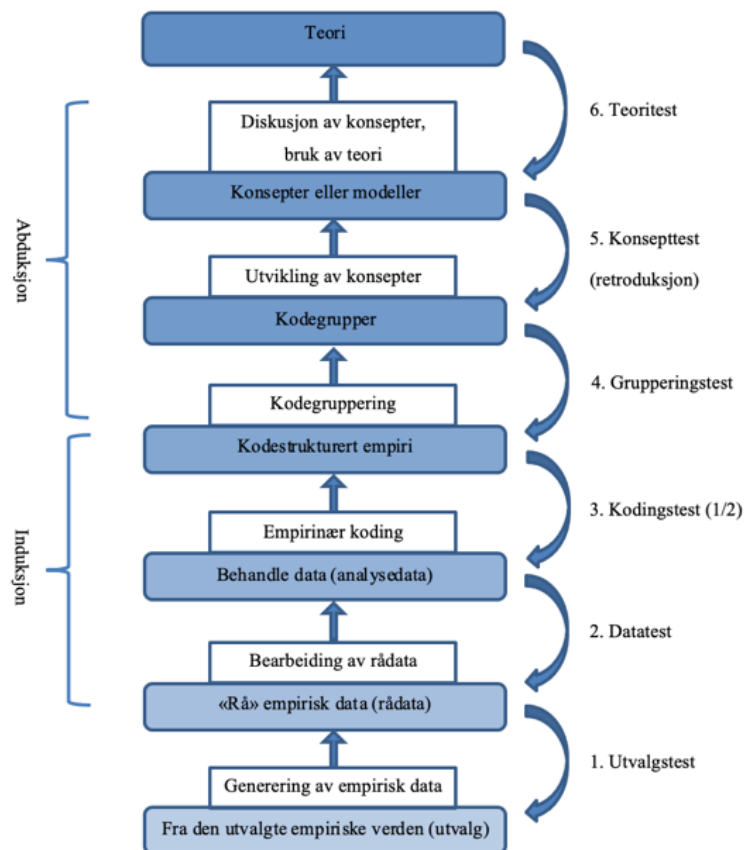 Teori
Diskusjon av konsepter,
bruk av teori
6. Teoritest
Konsepter eller modeller
Abduksjon
5. Konsepttest
(retroduksjon)
Utvikling av konsepter
Kodegrupper
4. Grupperingstest
Kodegruppering
Kodestrukturert empiri
3. Kodingstest (1/2)
Empirinær koding
Induksjon
Behandle data (analysedata)
2. Datatest
Bearbeiding av rådata
«Rå» empirisk data (rådata)
1. Utvalgstest
Generering av empirisk data
Fra den utvalgte empiriske verden (utvalg)